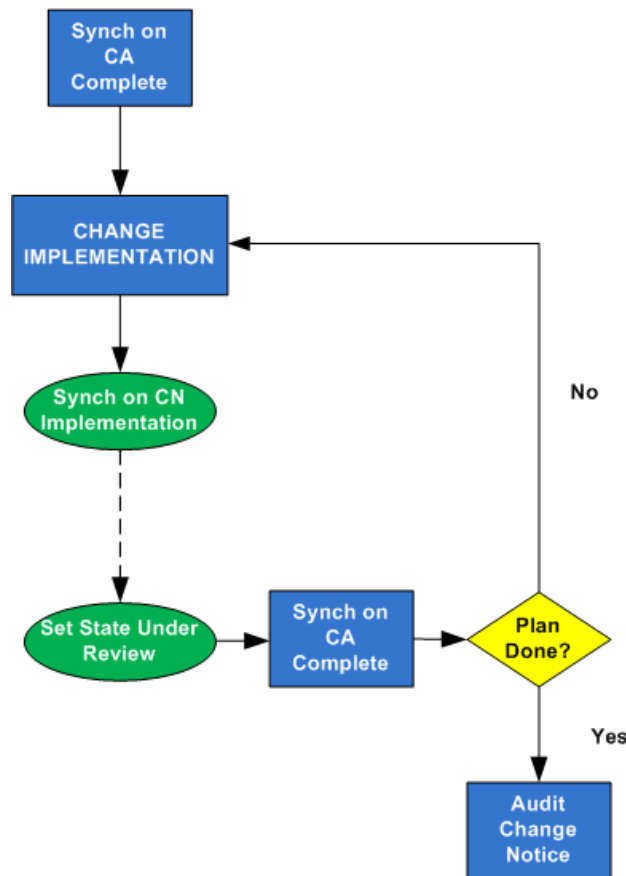 Synch on
CA
Complete
CHANGE
IMPLEMENTATION
No
Synch on CN
Implementation
Set State Under
Review
Synch on
CA
Complete
Plan
Done?
Yes
Audit
Change
Notice